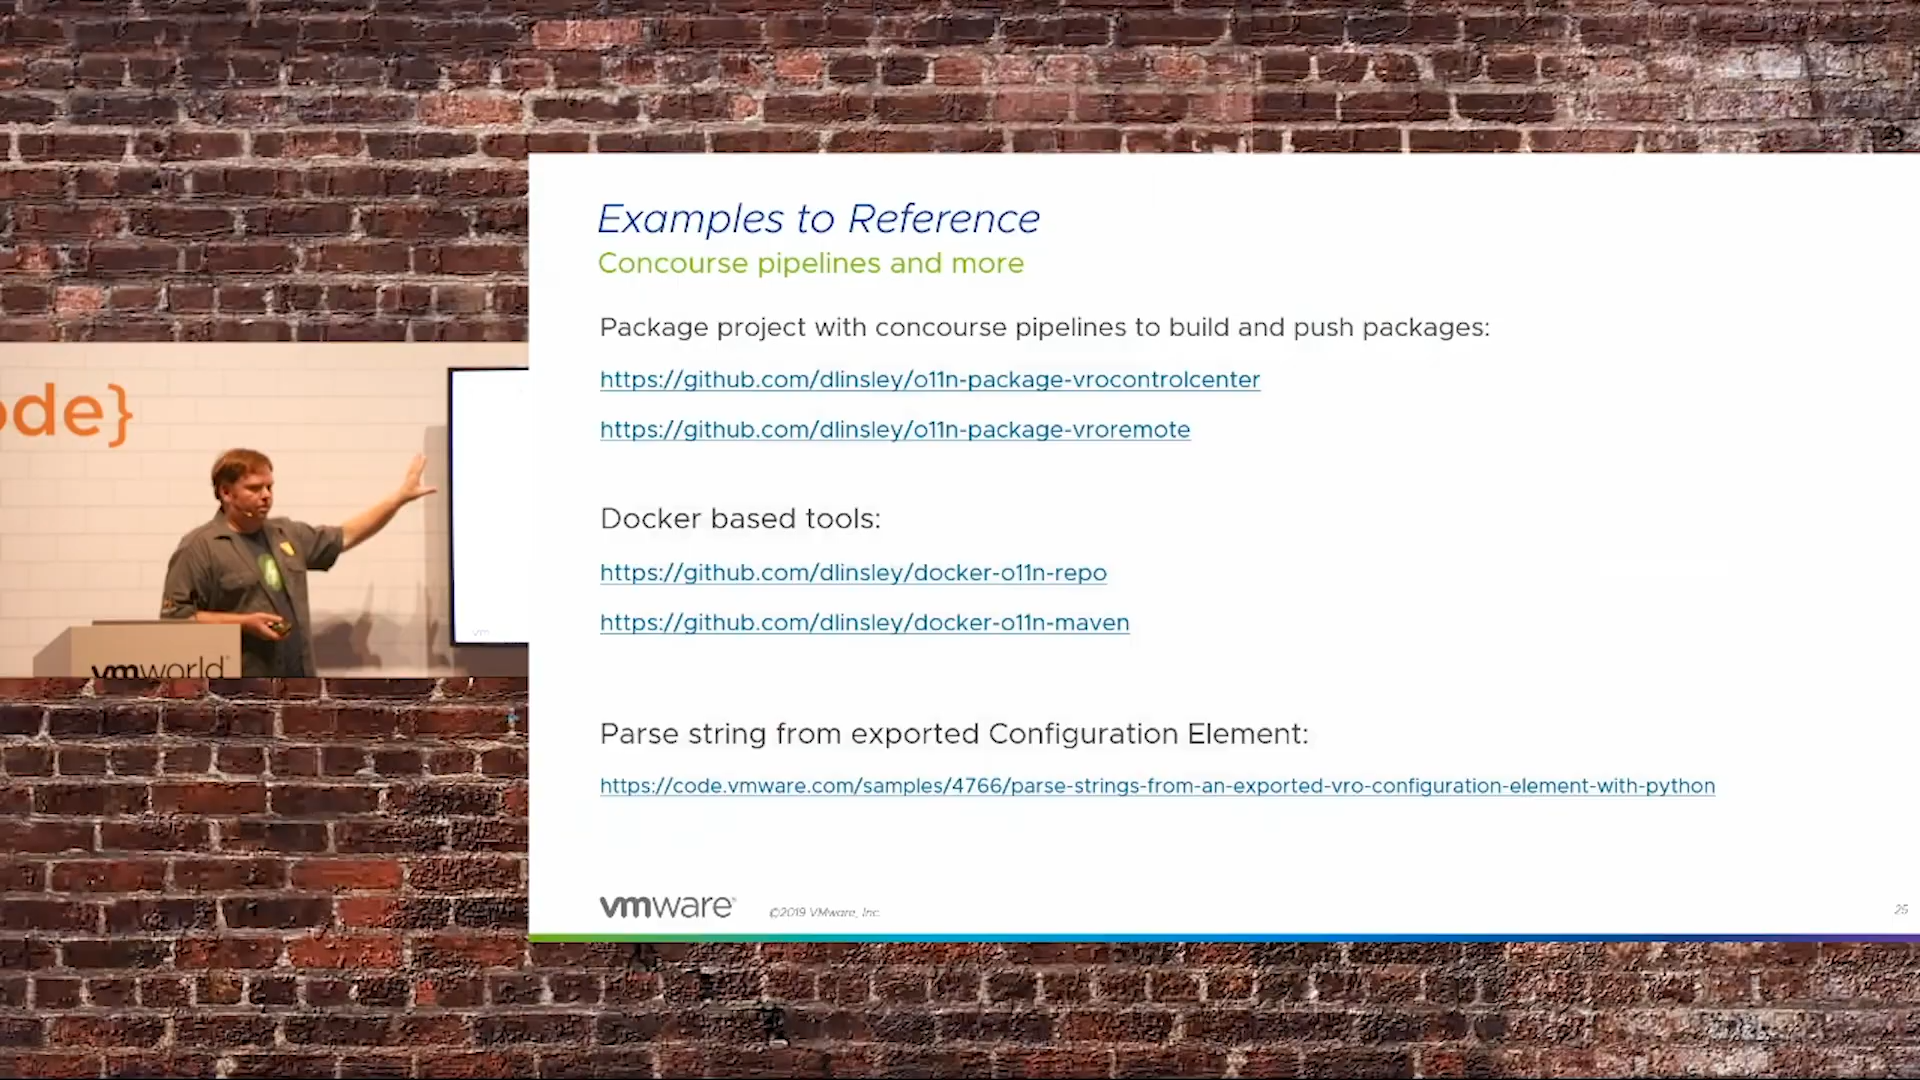 ode}
vmworld
vm
Examples to Reference
Concourse pipelines and more
Package project with concourse pipelines to build and push packages:
https://github.com/dlinsley/o11n-package-vrocontrolcenter
https://github.com/dlinsley/o11n-package-vroremote
Docker based tools:
https://github.com/dlinsley/docker-o11n-repo
https://github.com/dlinsley/docker-o11n-maven
Parse string from exported Configuration Element:
https://code.vmware.com/samples/4766/parse-strings-from-an-exported-vro-configuration-element-with-python
vmware®
©2019 VMware, Inc.
25